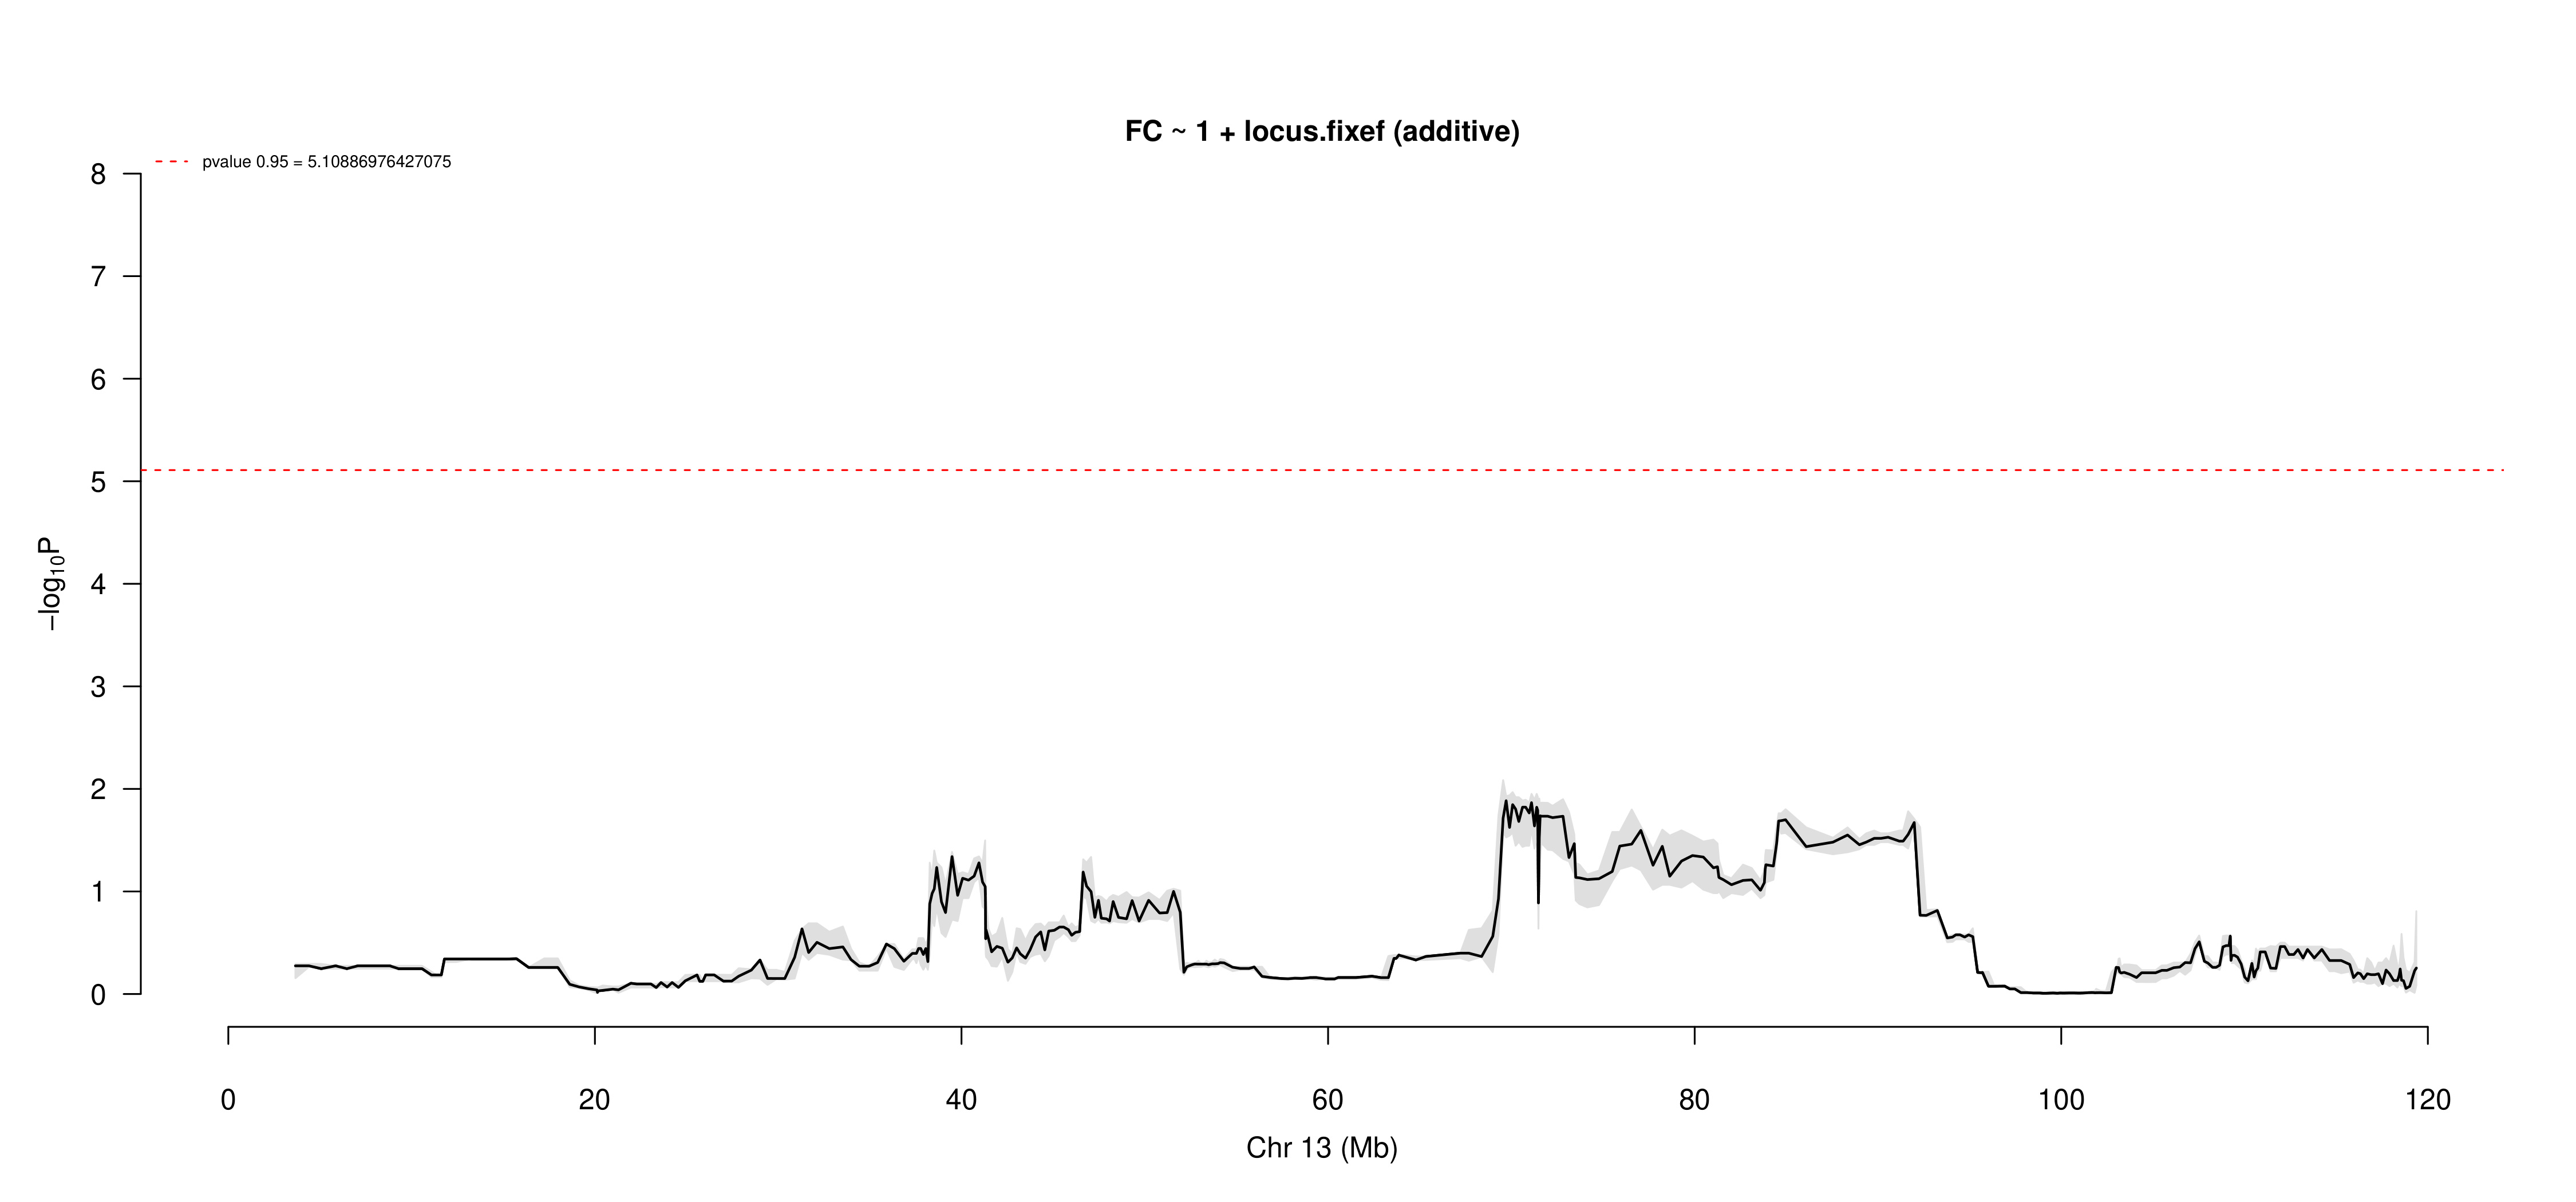 FC ~ 1 + locus.fixef (additive)
pvalue 0.95 = 5.10886976427075
8
7
6
5
4
3
2
1
0
−log10P
0 20 40 60 80 100 120
Chr 13 (Mb)